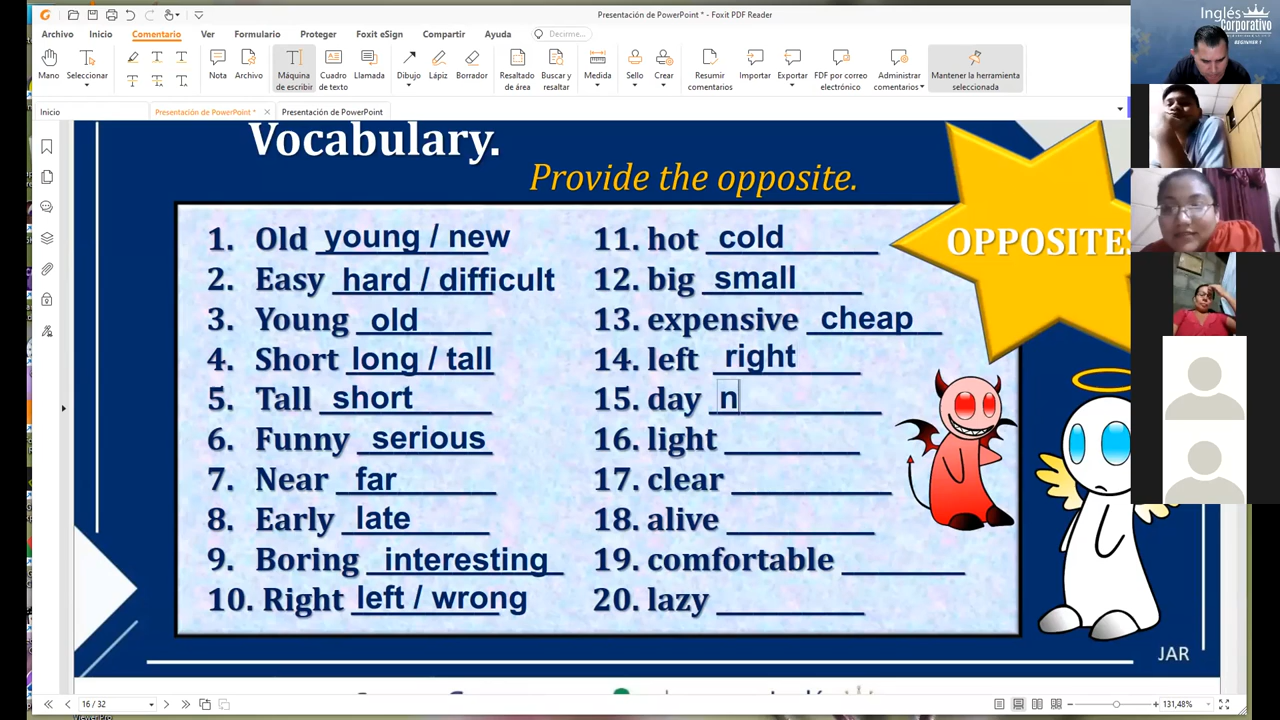 Presentación de PowerPoint * - Foxit PDF Reader
Archivo Inicio Comentario Ver Formulario Proteger Foxit eSign Compartir Ayuda Decirme...
Mano Seleccionar Nota Archivo Máquina de escribir Cuadro de texto Llamada Dibujo Lápiz Borrador Resaltado de área Buscar y resaltar Medida Sello Crear Resumir comentarios Importar Exportar PDF por correo electrónico Administrar comentarios Mantener la herramienta seleccionada
Inicio Presentación de PowerPoint * Presentación de PowerPoint
Inglés
Corporativo
BEGINNER 1
Vocabulary.
Provide the opposite.
OPPOSITES
1. Old young / new
2. Easy hard / difficult
3. Young old
4. Short long / tall
5. Tall short
6. Funny serious
7. Near far
8. Early late
9. Boring interesting
10. Right left / wrong
11. hot cold
12. big small
13. expensive cheap
14. left right
15. day n
16. light
17. clear
18. alive
19. comfortable
20. lazy
JAR
16 / 32
131,48%